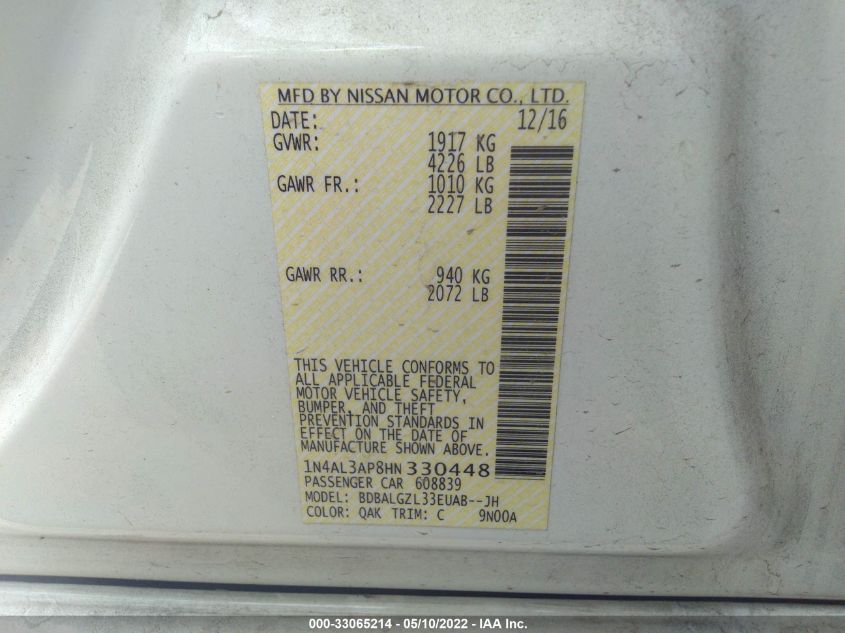 MFD BY NISSAN MOTOR CO., LTD.
DATE: 12/16
GVWR: 1917 KG
4226 LB
GAWR FR.: 1010 KG
2227 LB
GAWR RR.: 940 KG
2072 LB
THIS VEHICLE CONFORMS TO
ALL APPLICABLE FEDERAL
MOTOR VEHICLE SAFETY,
BUMPER, AND THEFT
PREVENTION STANDARDS IN
EFFECT ON THE DATE OF
MANUFACTURE SHOWN ABOVE.
1N4AL3AP8HN330448
PASSENGER CAR 608839
MODEL: BDBALGZL33EUAB--JH
COLOR: QAK TRIM: C 9N00A
000-33065214 - 05/10/2022 - IAA Inc.